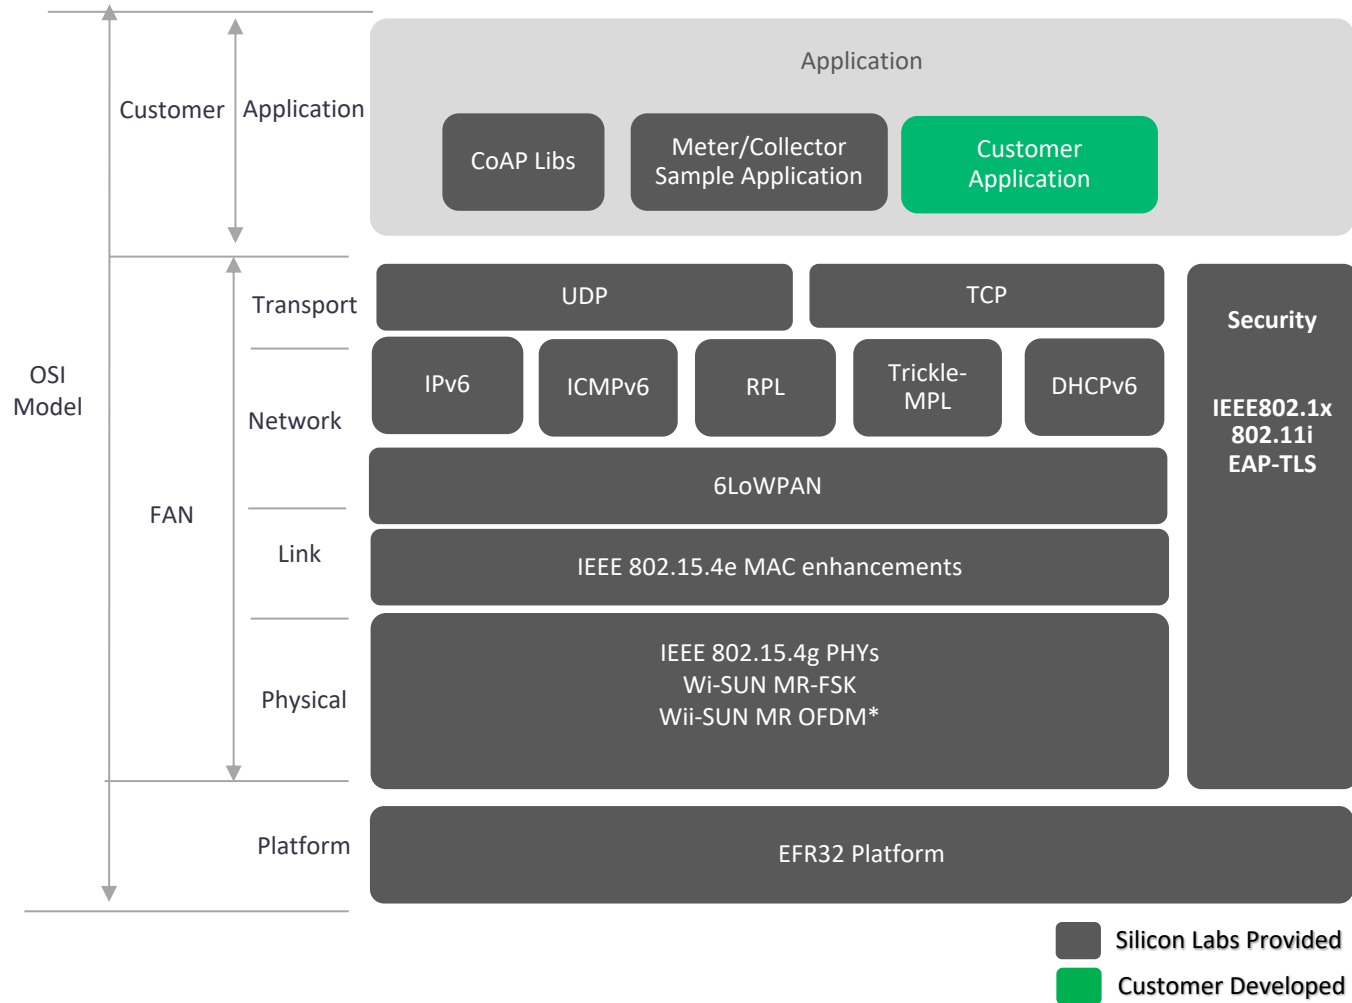 Application
Customer
Application
CoAP Libs
Meter/Collector
Sample Application
Customer
Application
OSI
Model
FAN
Transport
UDP
TCP
Security
IEEE802.1x
802.11i
EAP-TLS
Network
IPv6
ICMPv6
RPL
Trickle-
MPL
DHCPv6
6LoWPAN
Link
IEEE 802.15.4e MAC enhancements
Physical
IEEE 802.15.4g PHYs
Wi-SUN MR-FSK
Wii-SUN MR OFDM*
Platform
EFR32 Platform
Silicon Labs Provided
Customer Developed